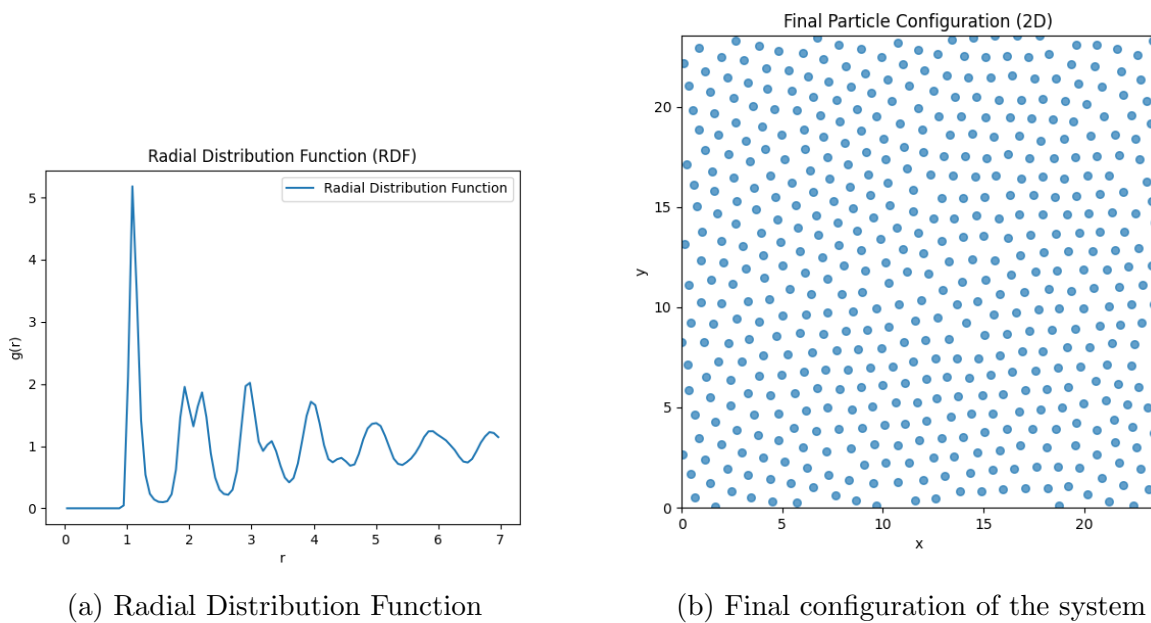 Radial Distribution Function (RDF)
Radial Distribution Function
5
4
3
2
1
0
g(r)
0 1 2 3 4 5 6 7
r
(a) Radial Distribution Function
Final Particle Configuration (2D)
20
15
10
5
0
y
0 5 10 15 20
x
(b) Final configuration of the system